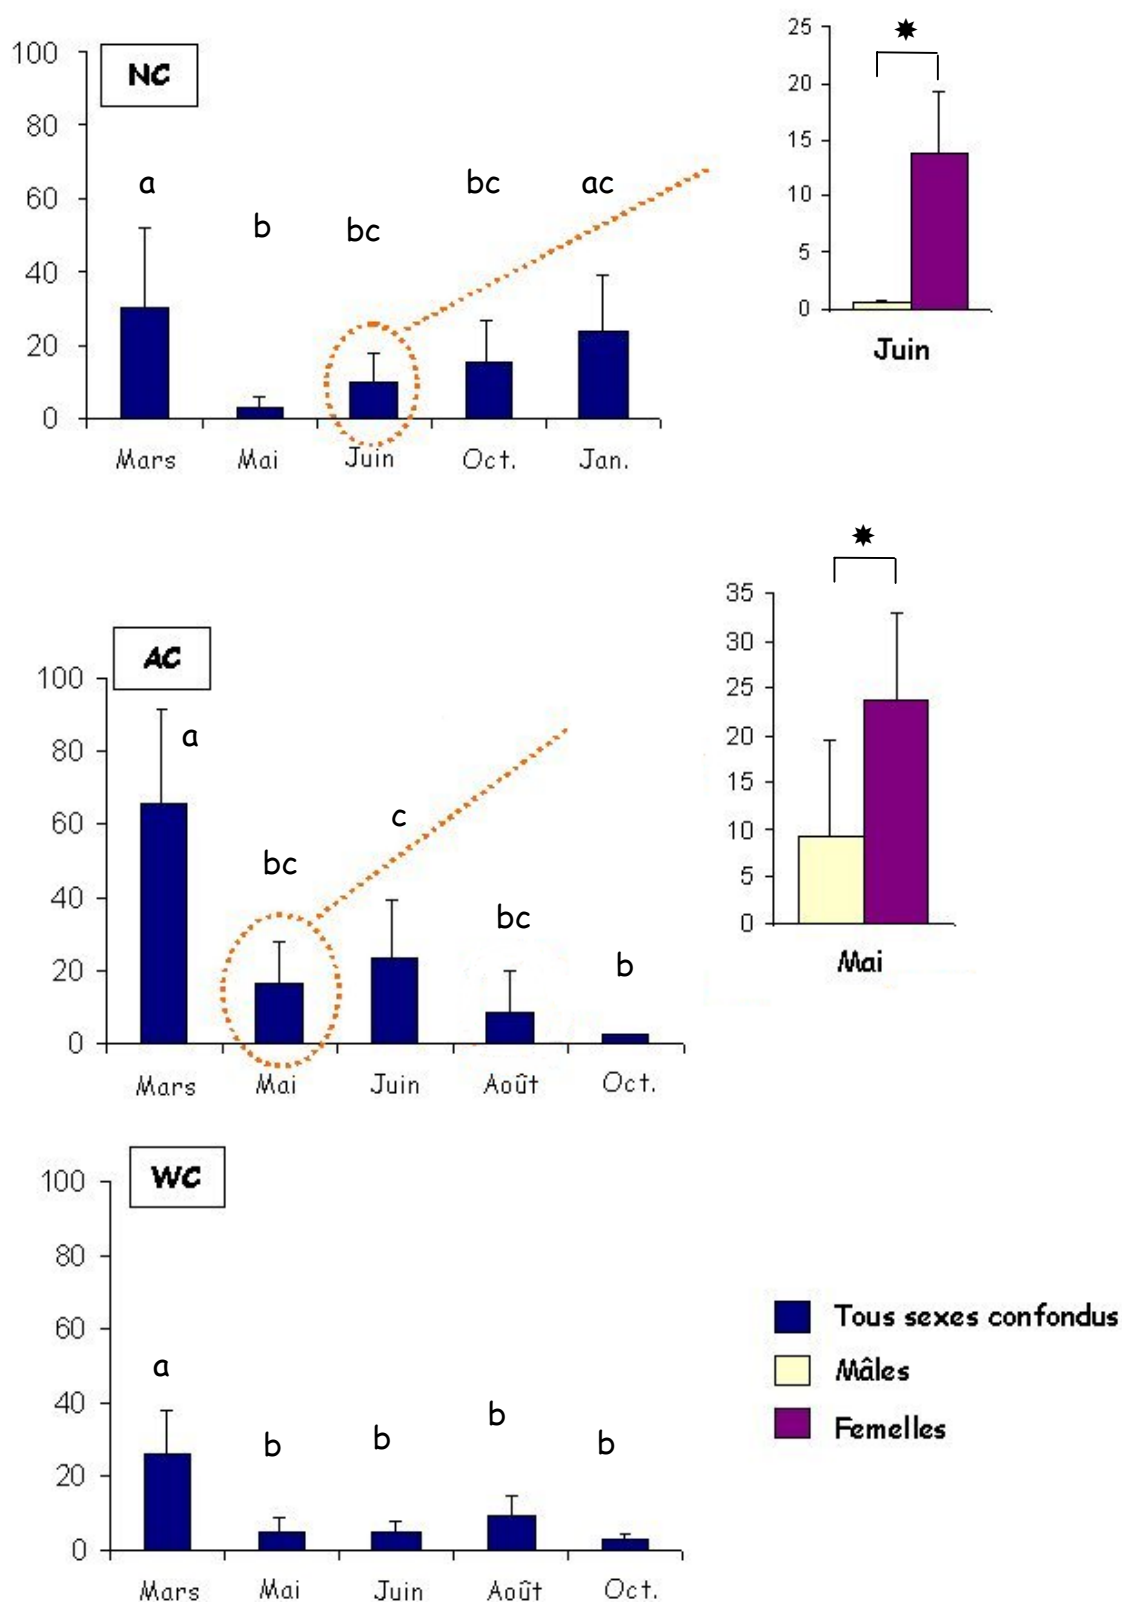 NC
100
80
60
40
20
0
a
b
bc
bc
ac
Mars Mai Juin Oct. Jan.
25
20
15
10
5
0
Juin
AC
100
80
60
40
20
0
a
bc
c
bc
b
Mars Mai Juin Août Oct.
35
30
25
20
15
10
5
0
Mai
WC
100
80
60
40
20
0
a
b
b
b
b
Mars Mai Juin Août Oct.
Tous sexes confondus
Mâles
Femelles